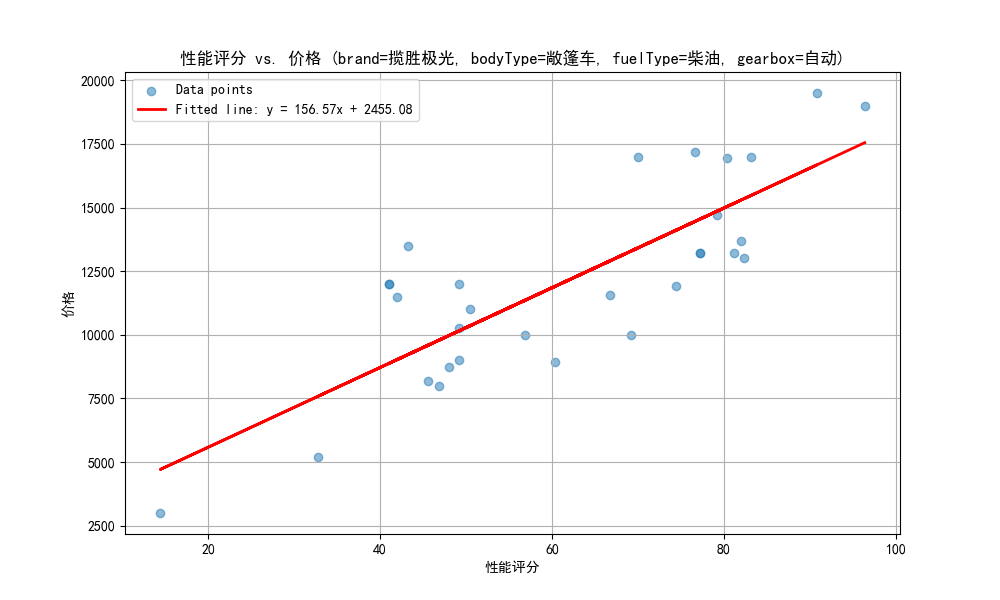 性能评分 vs. 价格 (brand=揽胜极光, bodyType=敞篷车, fuelType=柴油, gearbox=自动)
Data points
Fitted line: y = 156.57x + 2455.08
20000
17500
15000
12500
10000
7500
5000
2500
价格
20
40
60
80
100
性能评分